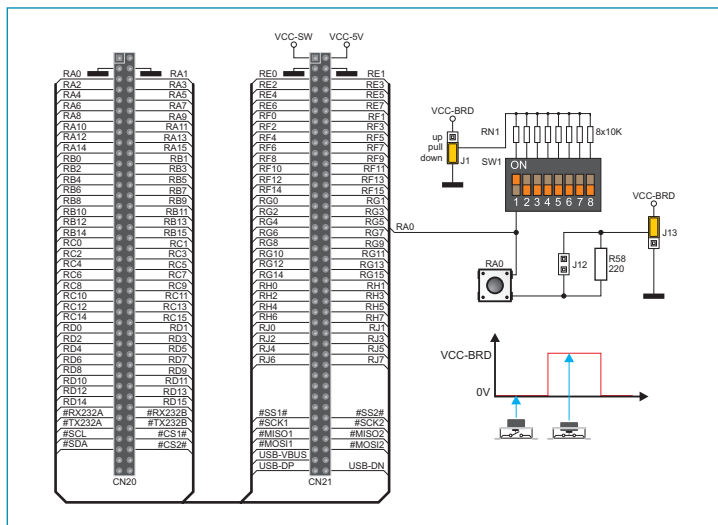 VCC-SW VCC-5V
RA0 RA1
RA2 RA3
RA4 RA5
RA6 RA7
RA8 RA9
RA10 RA11
RA12 RA13
RA14 RA15
RB0 RB1
RB2 RB3
RB4 RB5
RB6 RB7
RB8 RB9
RB10 RB11
RB12 RB13
RB14 RB15
RC0 RC1
RC2 RC3
RC4 RC5
RC6 RC7
RC8 RC9
RC10 RC11
RC12 RC13
RC14 RC15
RD0 RD1
RD2 RD3
RD4 RD5
RD6 RD7
RD8 RD9
RD10 RD11
RD12 RD13
RD14 RD15
#RX232A #RX232B
#TX232A #TX232B
#SCL #CS1#
#SDA #CS2#
CN20
RE0 RE1
RE2 RE3
RE4 RE5
RE6 RE7
RF0 RF1
RF2 RF3
RF4 RF5
RF6 RF7
RF8 RF9
RF10 RF11
RF12 RF13
RF14 RF15
RG0 RG1
RG2 RG3
RG4 RG5
RG6 RG7
RG8 RG9
RG10 RG11
RG12 RG13
RG14 RG15
RH0 RH1
RH2 RH3
RH4 RH5
RH6 RH7
RJ0 RJ1
RJ2 RJ3
RJ4 RJ5
RJ6 RJ7
#SS1# #SS2#
#SCK1 #SCK2
#MISO1 #MISO2
#MOSI1 #MOSI2
USB-VBUS
USB-DP USB-DN
CN21
VCC-BRD
up
pull
down
J1
RN1 8x10K
SW1
ON
1 2 3 4 5 6 7 8
RA0
RA0
J12
R58
220
VCC-BRD
J13
VCC-BRD
0V